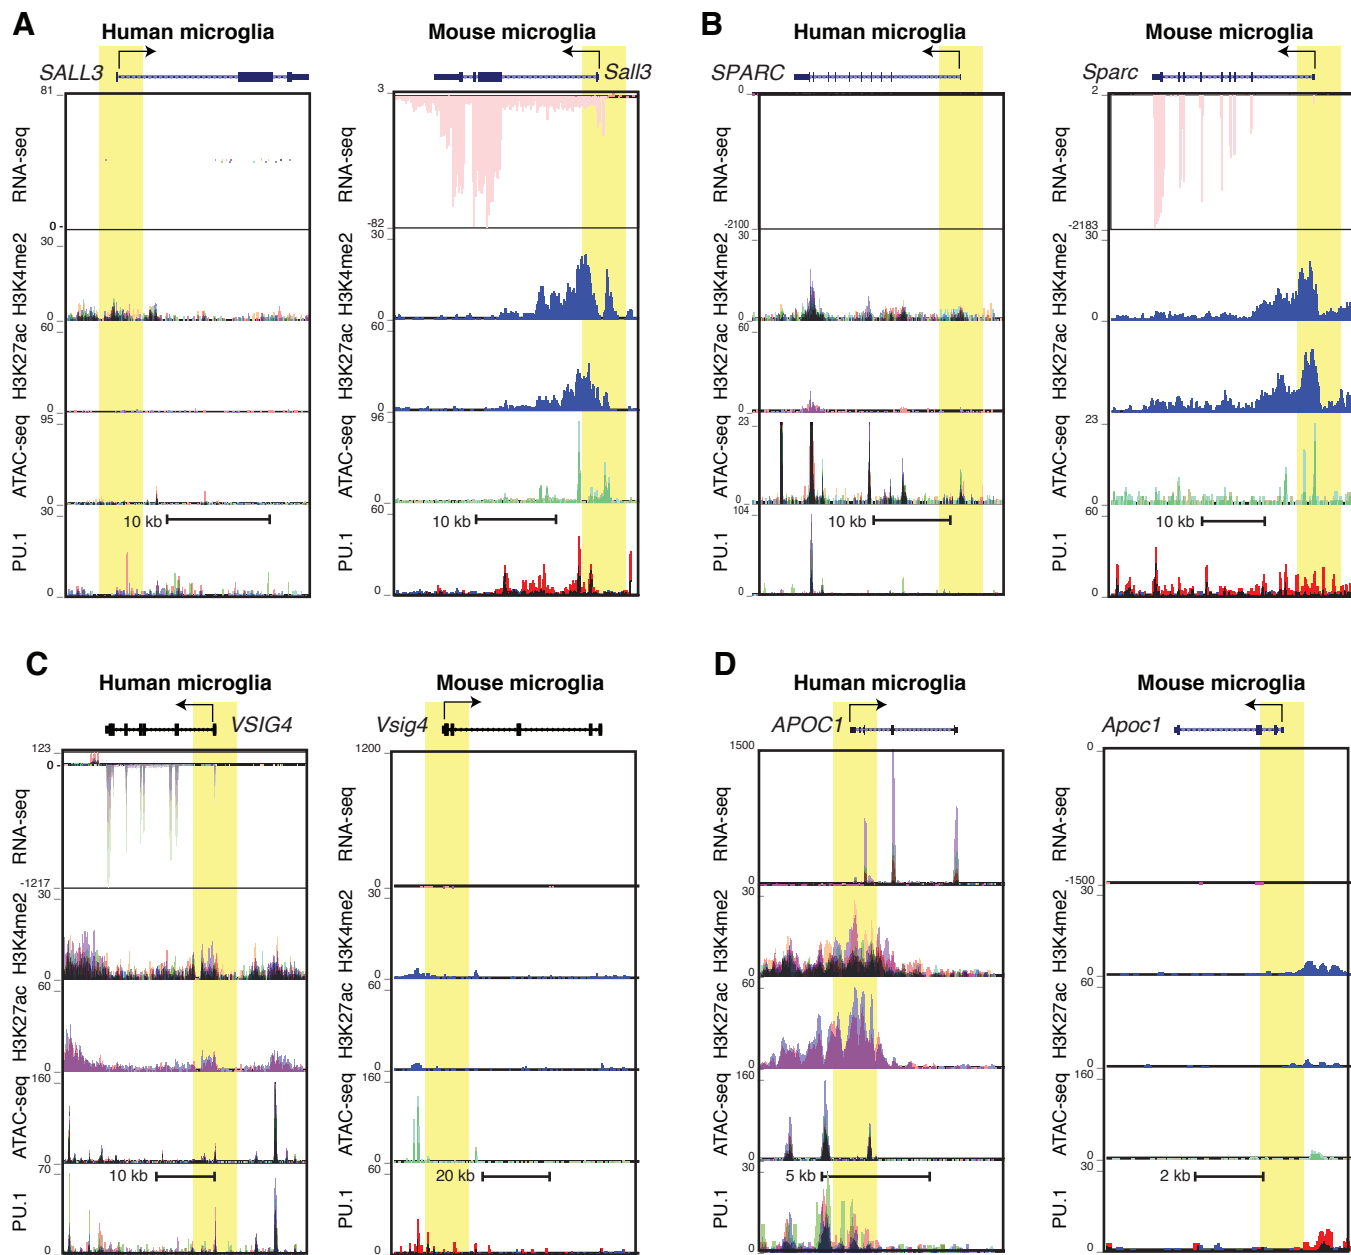 A
Human microglia
SALL3
81
RNA-seq
0
30
H3K4me2
0
60
H3K27ac
0
95
ATAC-seq
0
30
10 kb
PU.1
0
Mouse microglia
Sall3
3
RNA-seq
-82
30
H3K4me2
0
60
H3K27ac
0
96
ATAC-seq
0
60
10 kb
PU.1
0
B
Human microglia
SPARC
0
RNA-seq
-2100
30
H3K4me2
0
60
H3K27ac
0
23
ATAC-seq
0
104
10 kb
PU.1
0
Mouse microglia
Sparc
2
RNA-seq
-2183
30
H3K4me2
0
60
H3K27ac
0
23
ATAC-seq
0
60
10 kb
PU.1
0
C
Human microglia
VSIG4
123
0
RNA-seq
-1217
30
H3K4me2
0
60
H3K27ac
0
160
ATAC-seq
0
70
10 kb
PU.1
0
Mouse microglia
Vsig4
1200
RNA-seq
0
30
H3K4me2
0
60
H3K27ac
0
160
ATAC-seq
0
60
20 kb
PU.1
0
D
Human microglia
APOC1
1500
RNA-seq
0
30
H3K4me2
0
60
H3K27ac
0
160
ATAC-seq
0
30
5 kb
PU.1
0
Mouse microglia
Apoc1
0
RNA-seq
-1500
30
H3K4me2
0
60
H3K27ac
0
160
ATAC-seq
0
30
2 kb
PU.1
0